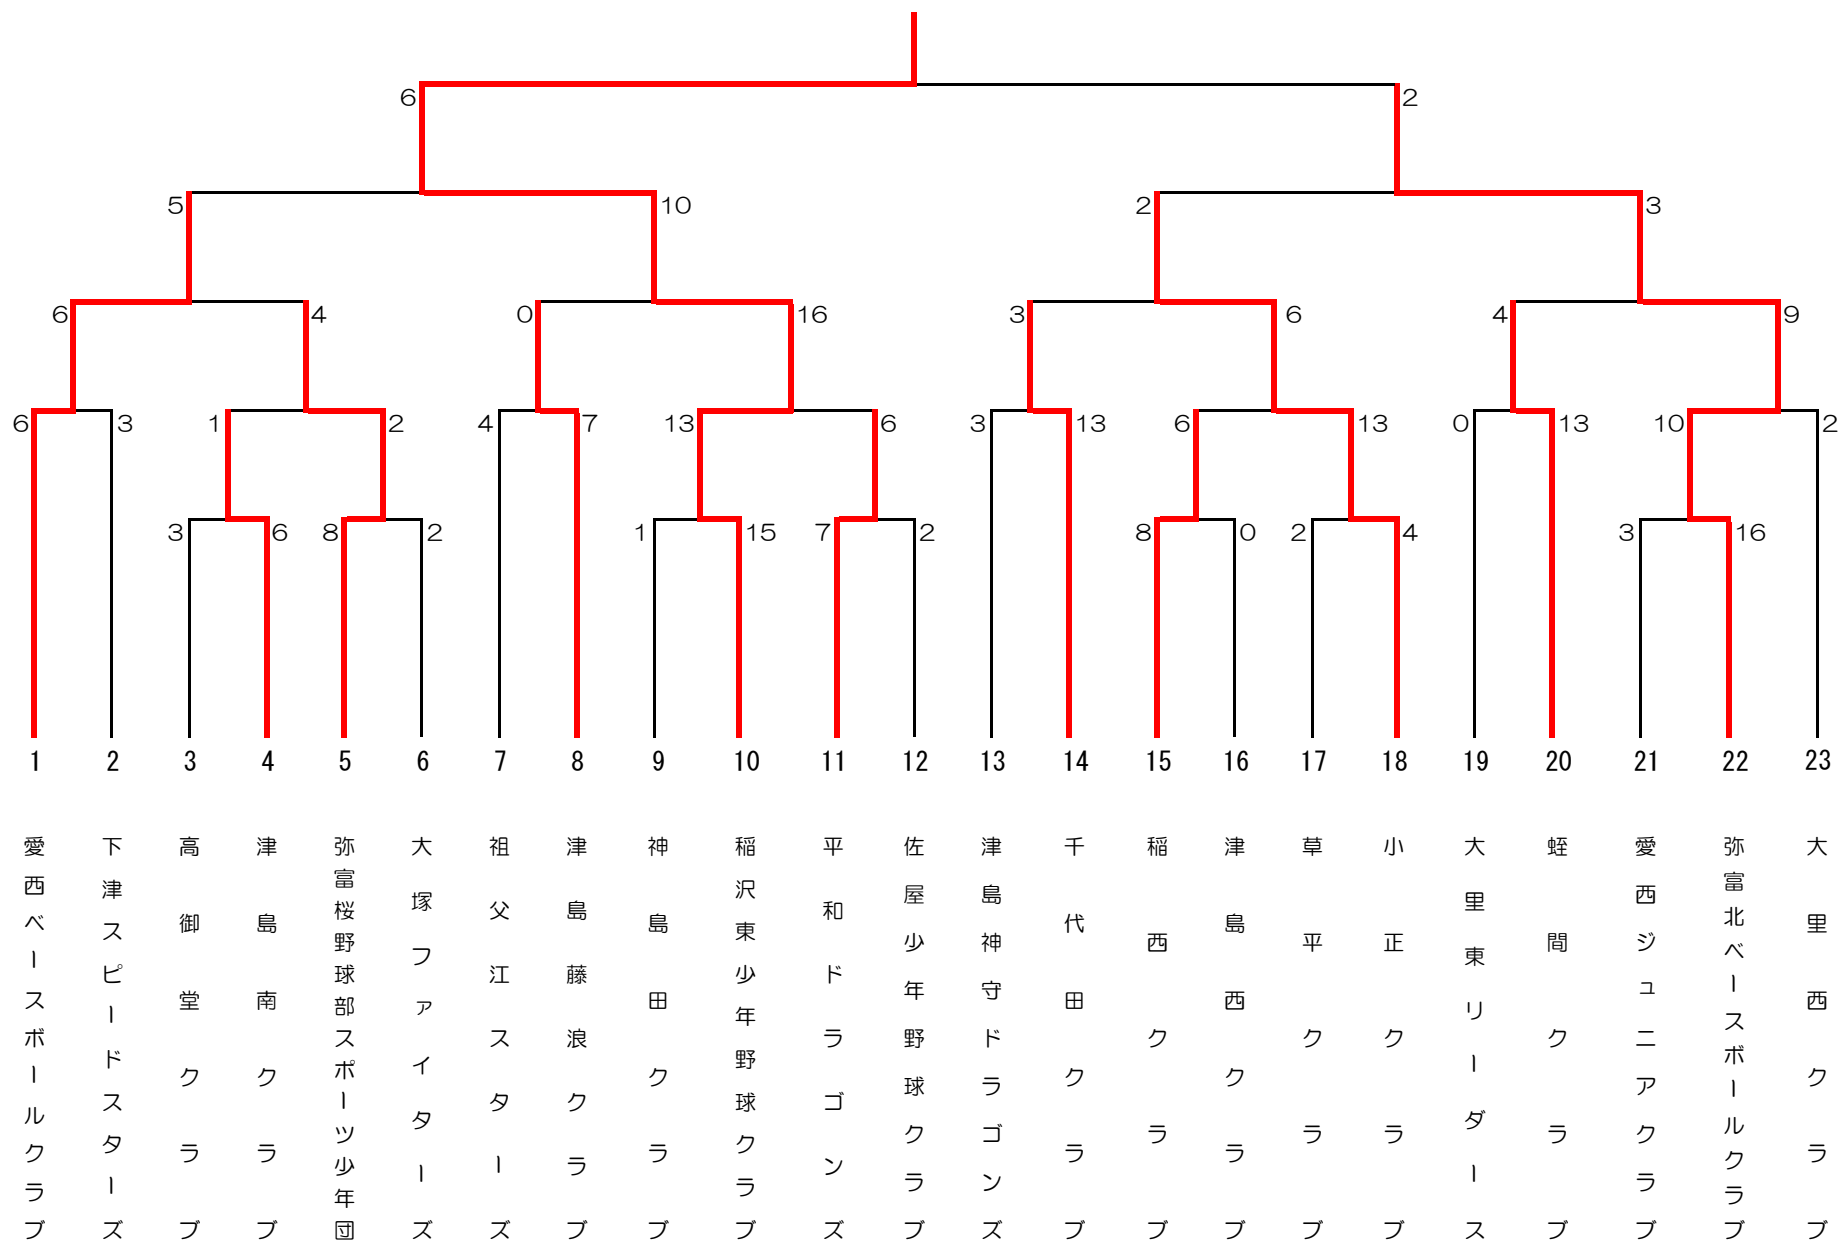 6 2
5 10 2 3
6 4 0 16 3 6 4 9
6 3 1 2 4 7 13 6 3 13 6 13 0 13 10 2
3 6 8 2 1 15 7 2 8 0 2 4 3 16
1 2 3 4 5 6 7 8 9 10 11 12 13 14 15 16 17 18 19 20 21 22 23
愛西ベースボールクラブ
下津スピードスターズ
高御堂クラブ
津島南クラブ
弥富桜野球部スポーツ少年団
大塚ファイターズ
祖父江スターズ
津島藤浪クラブ
神島田クラブ
稲沢東少年野球クラブ
平和ドラゴンズ
佐屋少年野球クラブ
津島神守ドラゴンズ
千代田クラブ
稲西クラブ
津島西クラブ
草平クラブ
小正クラブ
大里東リーダース
蛭間クラブ
愛西ジュニアクラブ
弥富北ベースボールクラブ
大里西クラブ